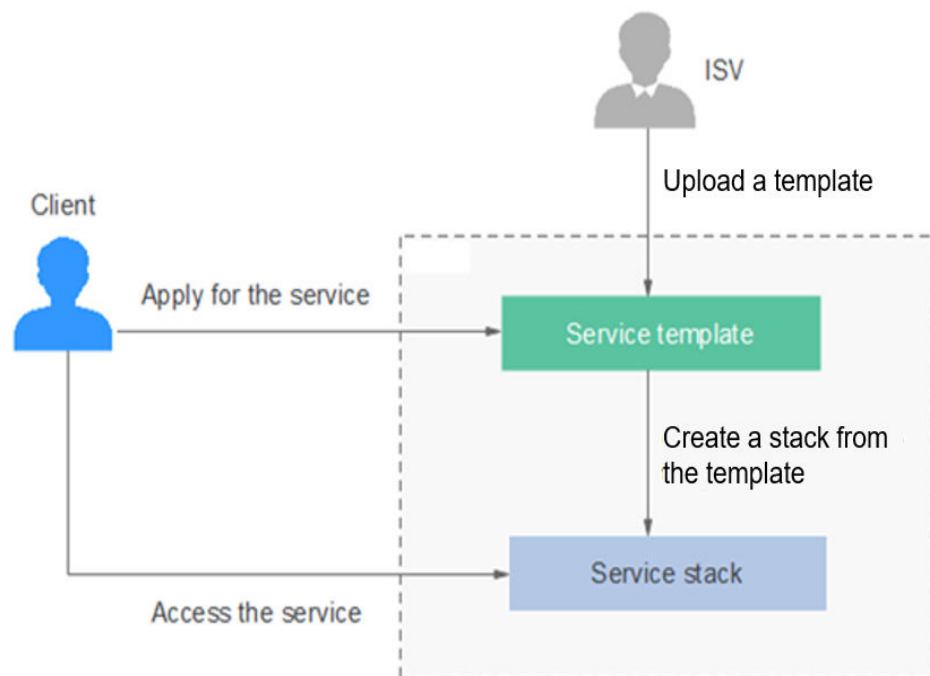 ISV
Upload a template
Client
Apply for the service
Service template
Create a stack from
the template
Service stack
Access the service